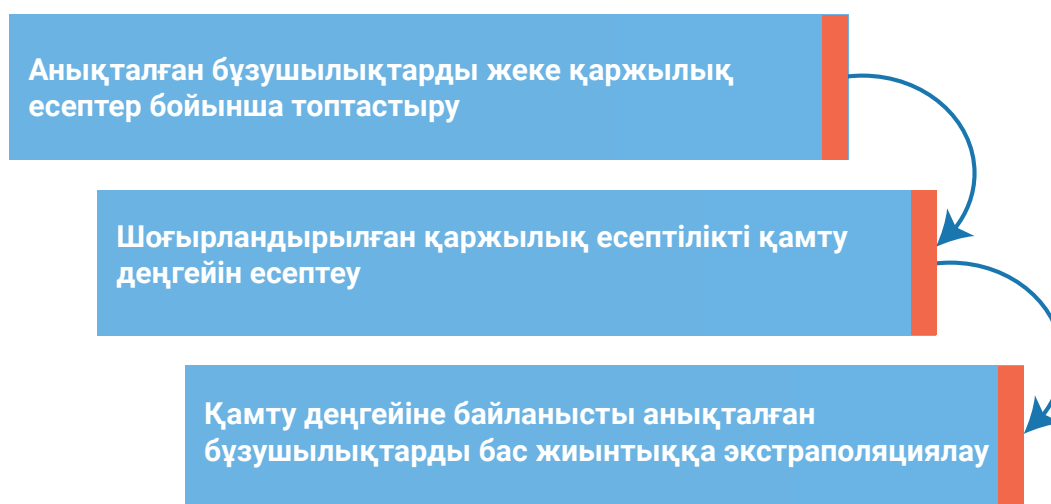 Анықталған бұзушылықтарды жеке қаржылық
есептер бойынша топтастыру
Шоғырландырылған қаржылық есептілікті қамту
деңгейін есептеу
Қамту деңгейіне байланысты анықталған
бұзушылықтарды бас жиынтыққа экстраполяциялау